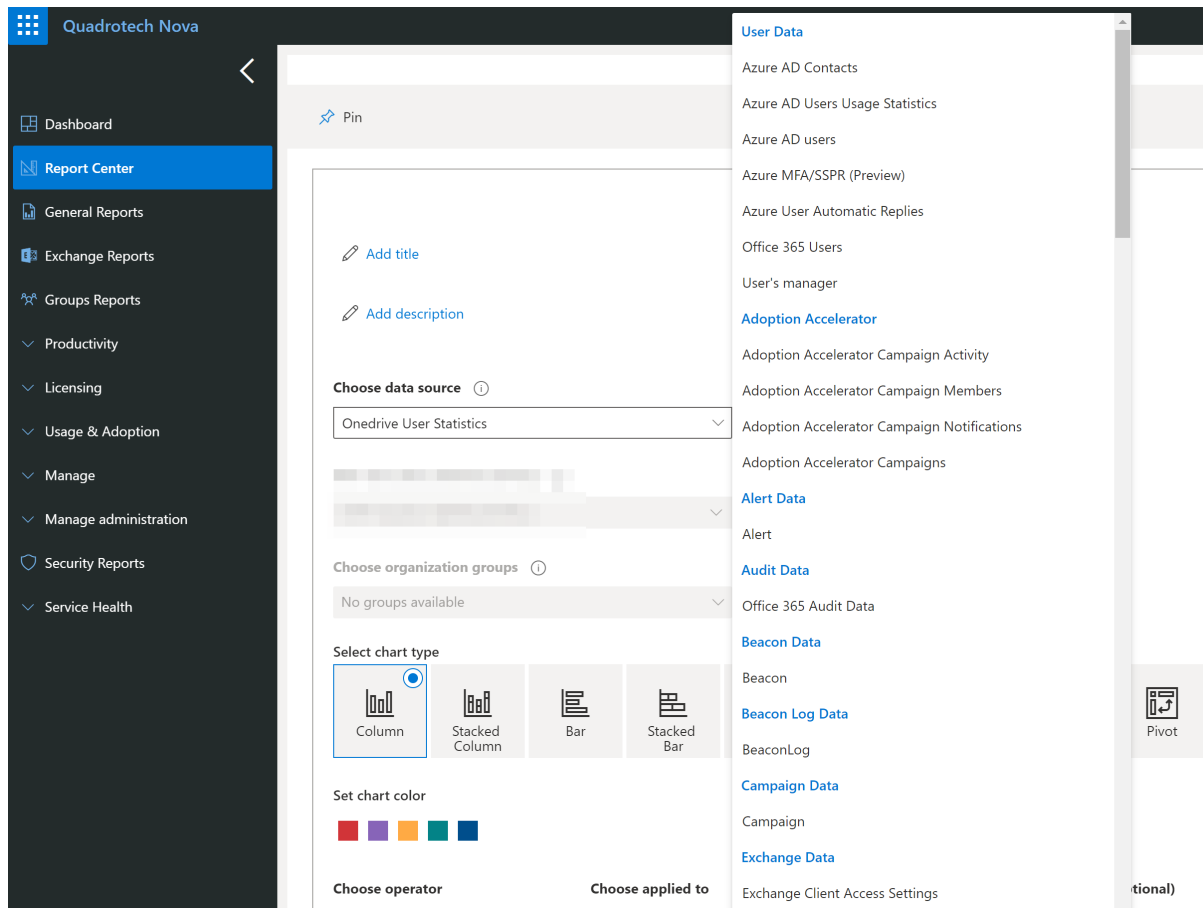 Quadrotech Nova
Dashboard
Report Center
General Reports
Exchange Reports
Groups Reports
Productivity
Licensing
Usage & Adoption
Manage
Manage administration
Security Reports
Service Health
Pin
Add title
Add description
Choose data source
Onedrive User Statistics
Choose organization groups
No groups available
Select chart type
Column
Stacked
Column
Bar
Stacked
Bar
Pivot
Set chart color
Choose operator
Choose applied to
tional)
User Data
Azure AD Contacts
Azure AD Users Usage Statistics
Azure AD users
Azure MFA/SSPR (Preview)
Azure User Automatic Replies
Office 365 Users
User's manager
Adoption Accelerator
Adoption Accelerator Campaign Activity
Adoption Accelerator Campaign Members
Adoption Accelerator Campaign Notifications
Adoption Accelerator Campaigns
Alert Data
Alert
Audit Data
Office 365 Audit Data
Beacon Data
Beacon
Beacon Log Data
BeaconLog
Campaign Data
Campaign
Exchange Data
Exchange Client Access Settings